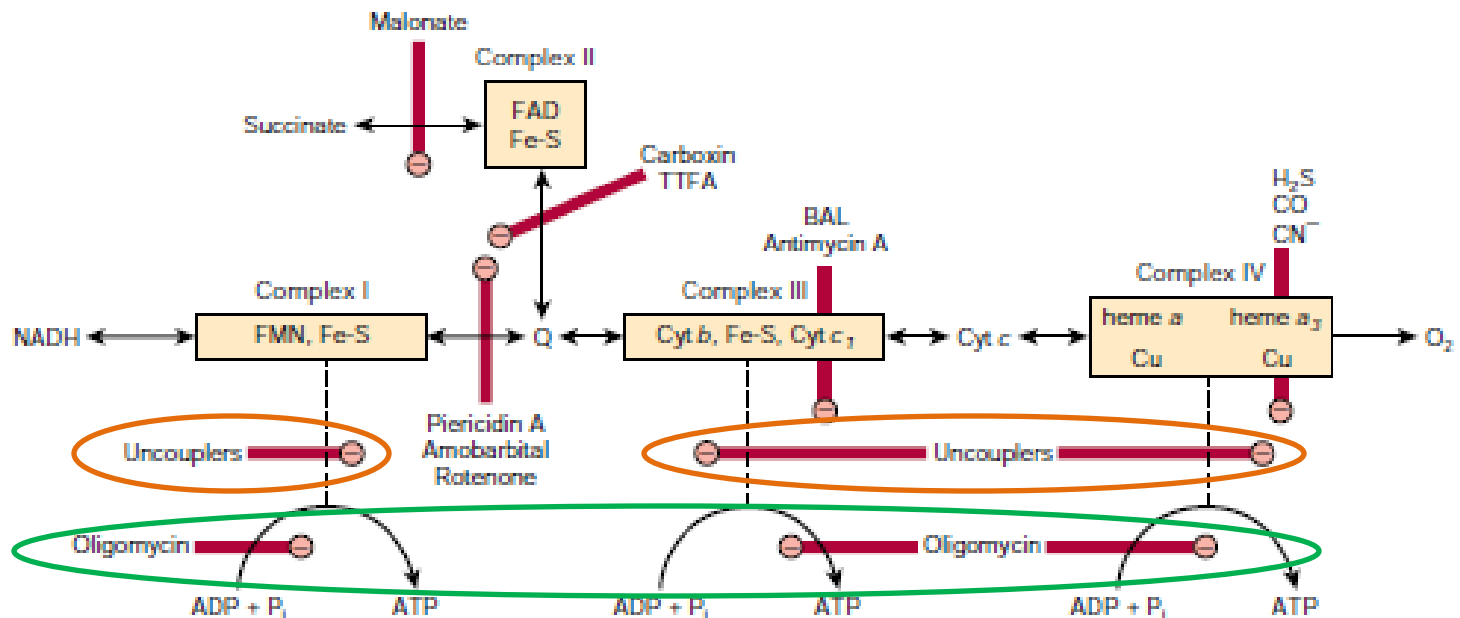 Malonate
Complex II
FAD
Fe-S
Succinate
Carboxin
TTFA
H₂S
CO
CN⁻
BAL
Antimycin A
Complex I
Complex III
Complex IV
NADH
FMN, Fe-S
Q
Cyt b, Fe-S, Cyt c₁
Cyt c
heme a heme a₃
Cu Cu
O₂
Piericidin A
Amobarbital
Rotenone
Uncouplers
Uncouplers
Oligomycin
Oligomycin
ADP + Pᵢ ATP ADP + Pᵢ ATP ADP + Pᵢ ATP